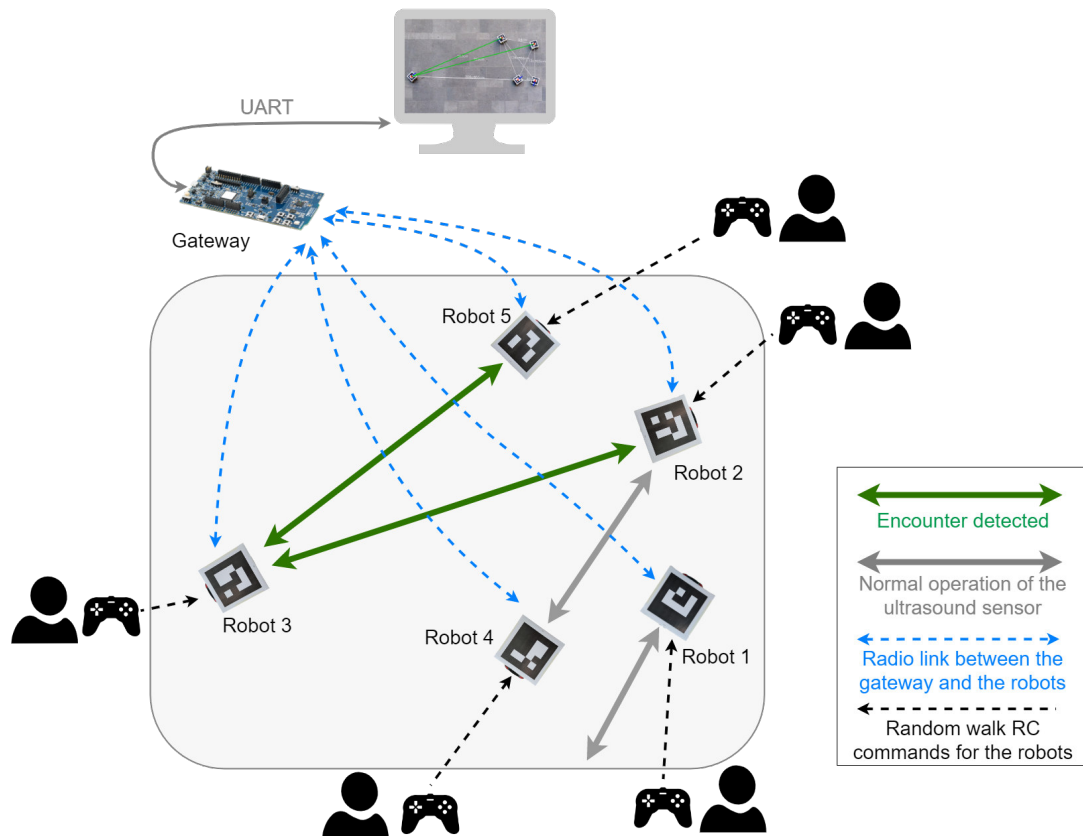 UART
Gateway
Robot 5
Robot 2
Robot 3
Robot 4
Robot 1
Encounter detected
Normal operation of the
ultrasound sensor
Radio link between the
gateway and the robots
Random walk RC
commands for the robots